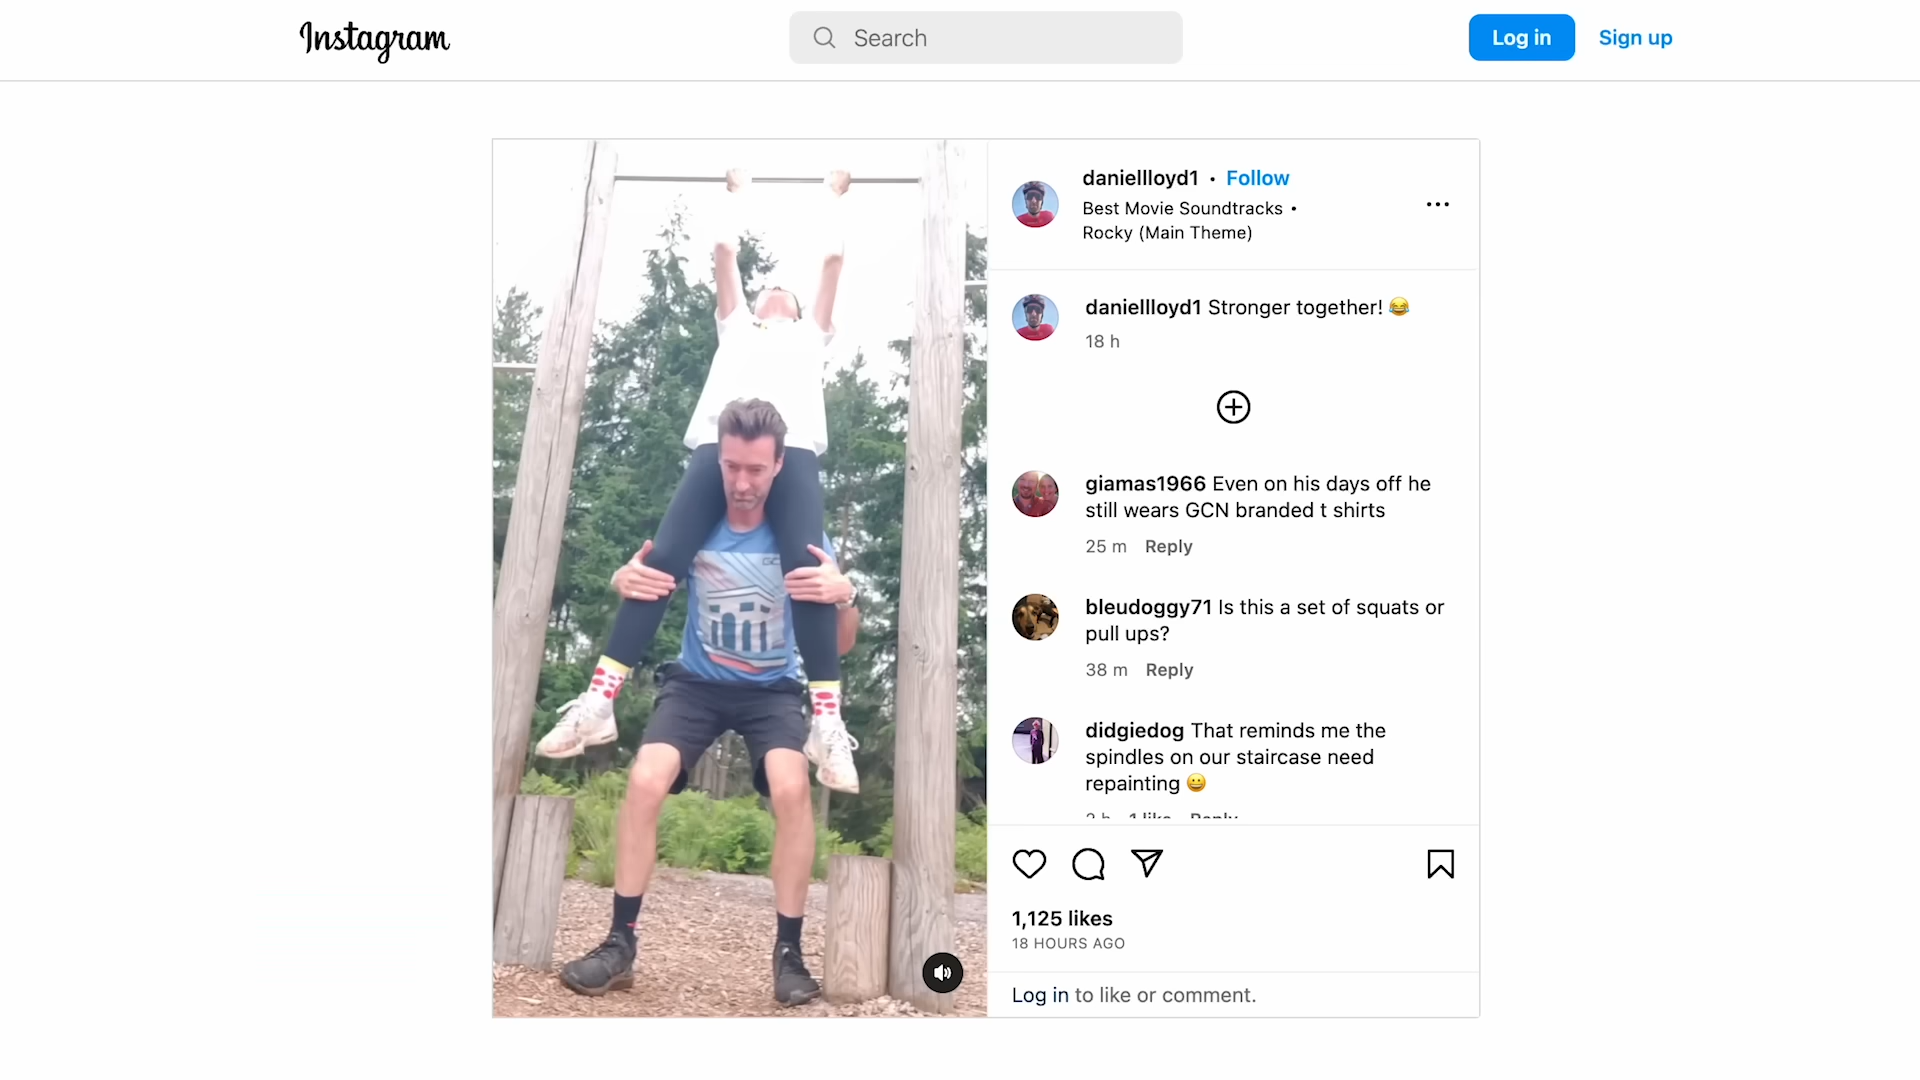 Instagram
Search
Log in
Sign up
daniellloyd1 • Follow
Best Movie Soundtracks •
Rocky (Main Theme)
daniellloyd1 Stronger together! 😂
18 h
giamas1966 Even on his days off he
still wears GCN branded t shirts
25 m Reply
bleudoggy71 Is this a set of squats or
pull ups?
38 m Reply
didgiedog That reminds me the
spindles on our staircase need
repainting 😀
1 like Reply
1,125 likes
18 HOURS AGO
Log in to like or comment.